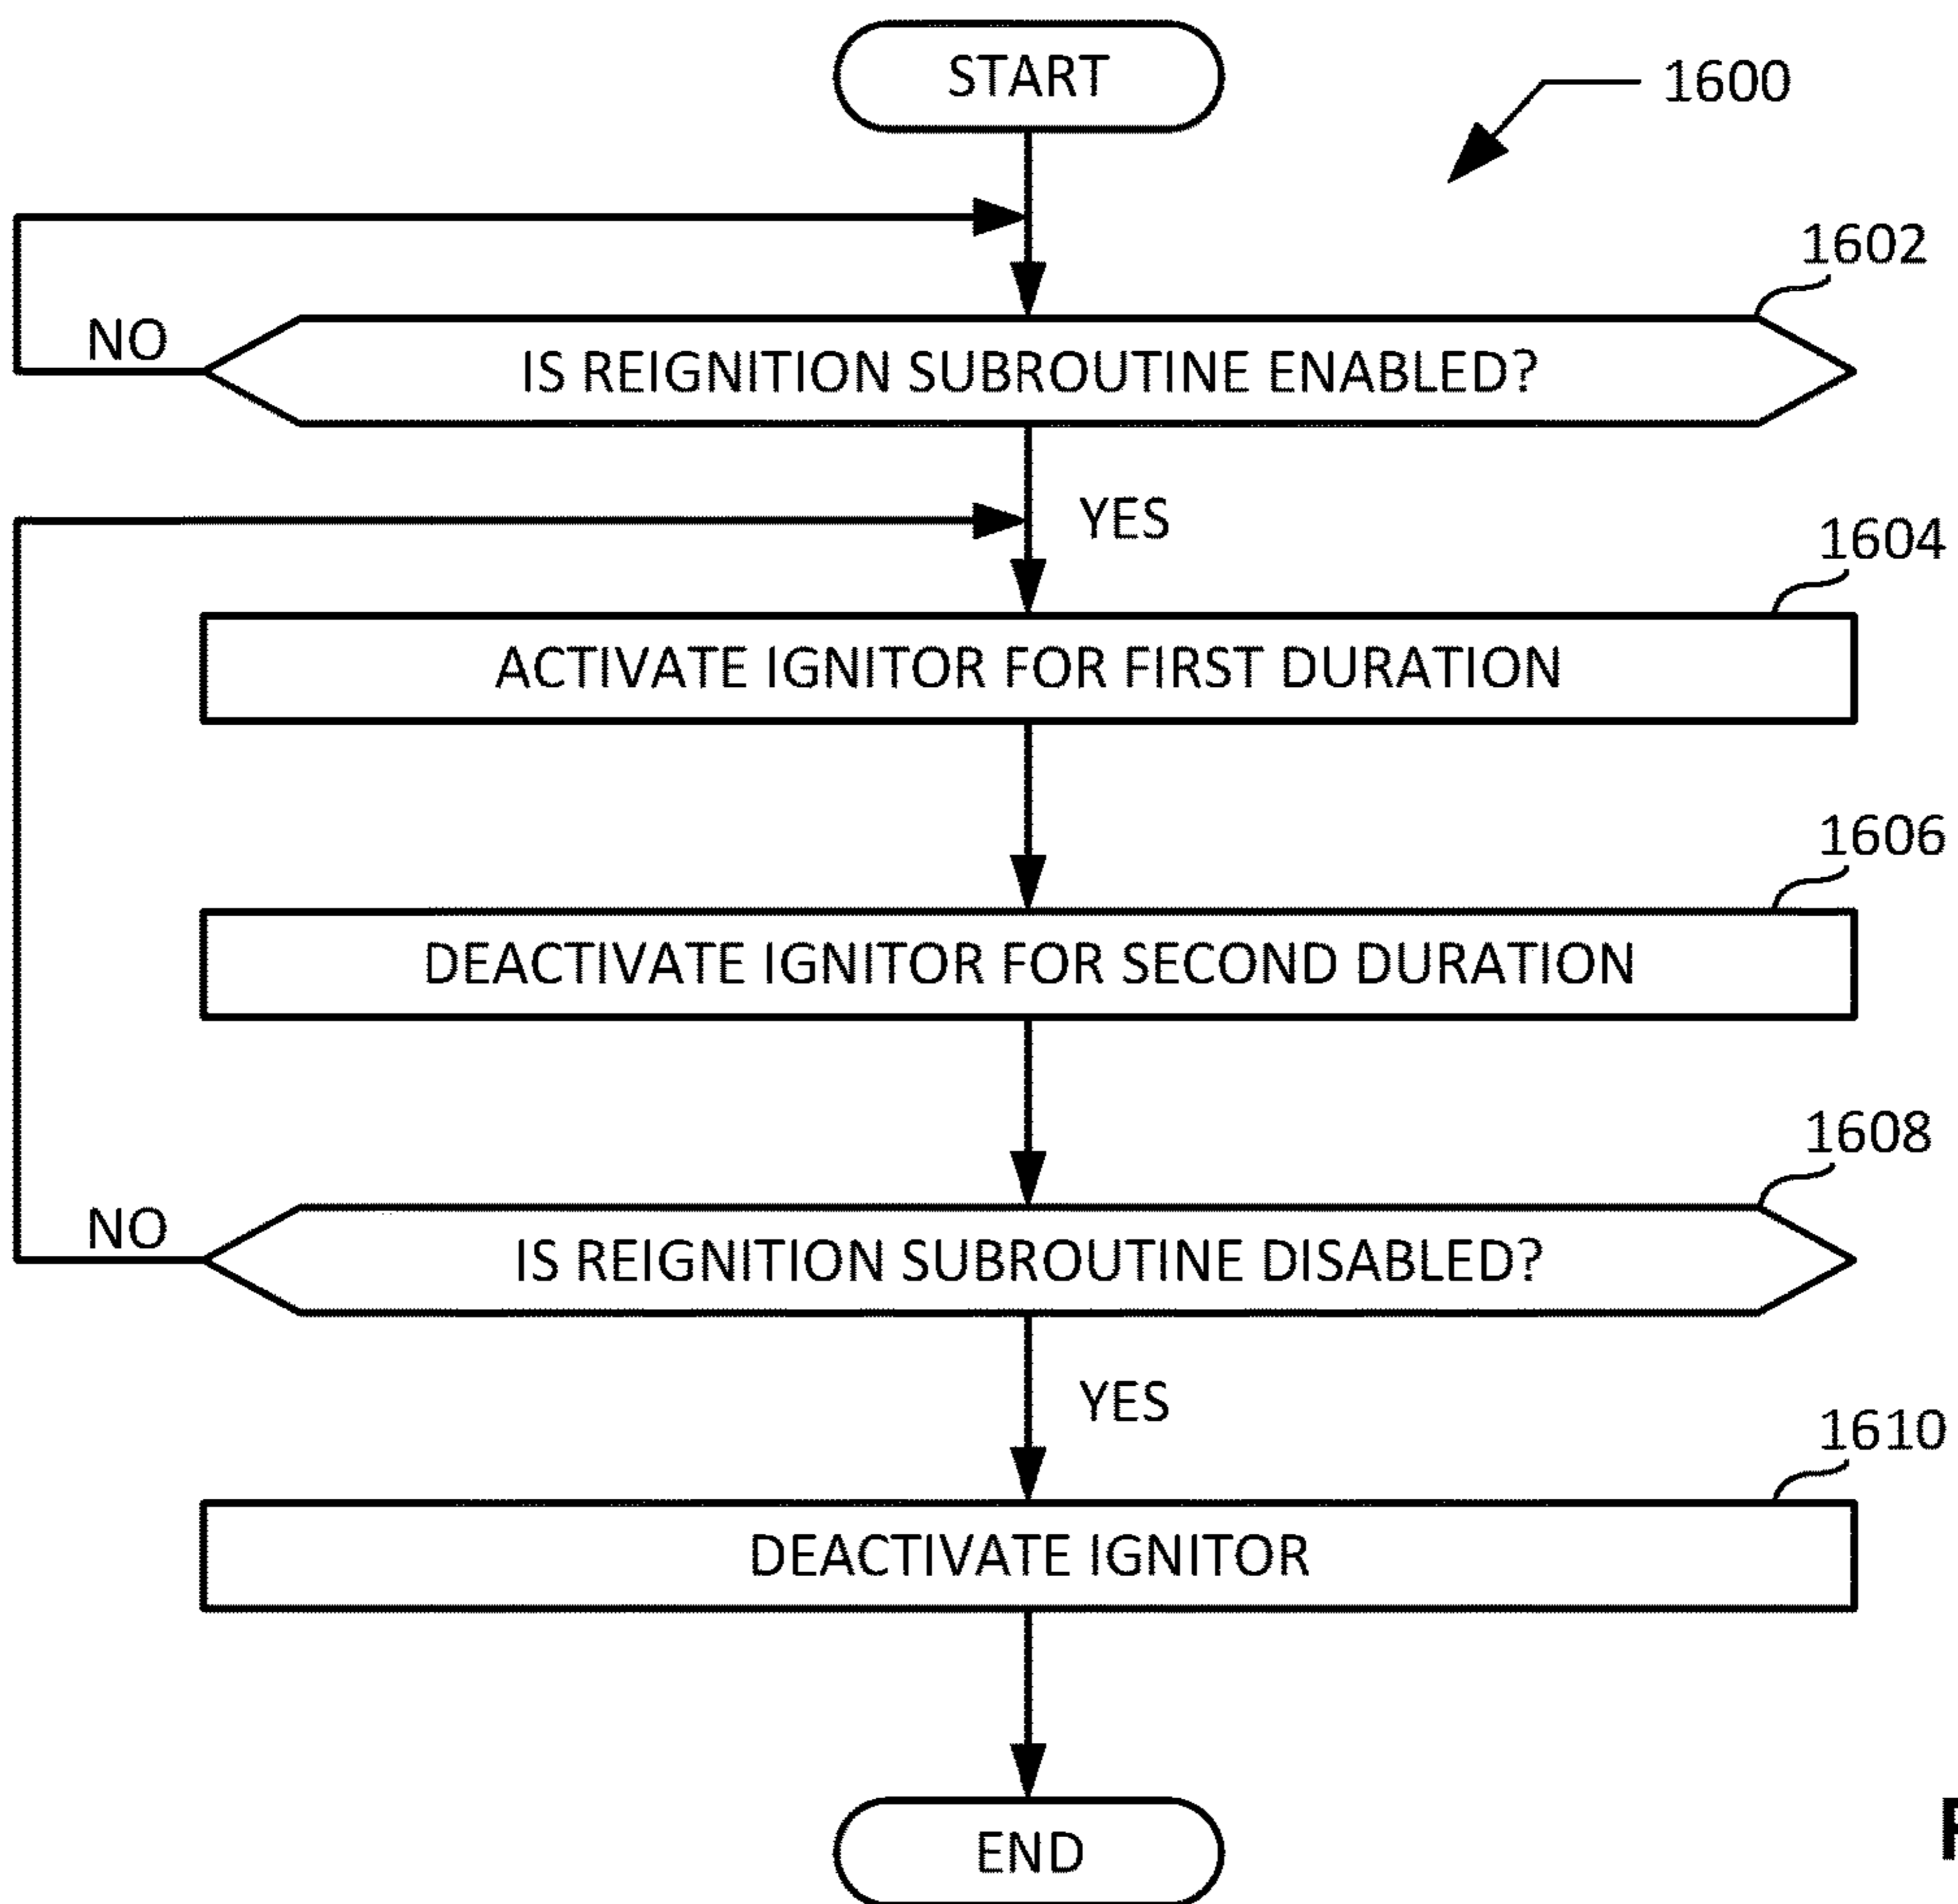 START
1600
1602
NO
IS REIGNITION SUBROUTINE ENABLED?
YES
1604
ACTIVATE IGNITOR FOR FIRST DURATION
1606
DEACTIVATE IGNITOR FOR SECOND DURATION
1608
NO
IS REIGNITION SUBROUTINE DISABLED?
YES
1610
DEACTIVATE IGNITOR
END